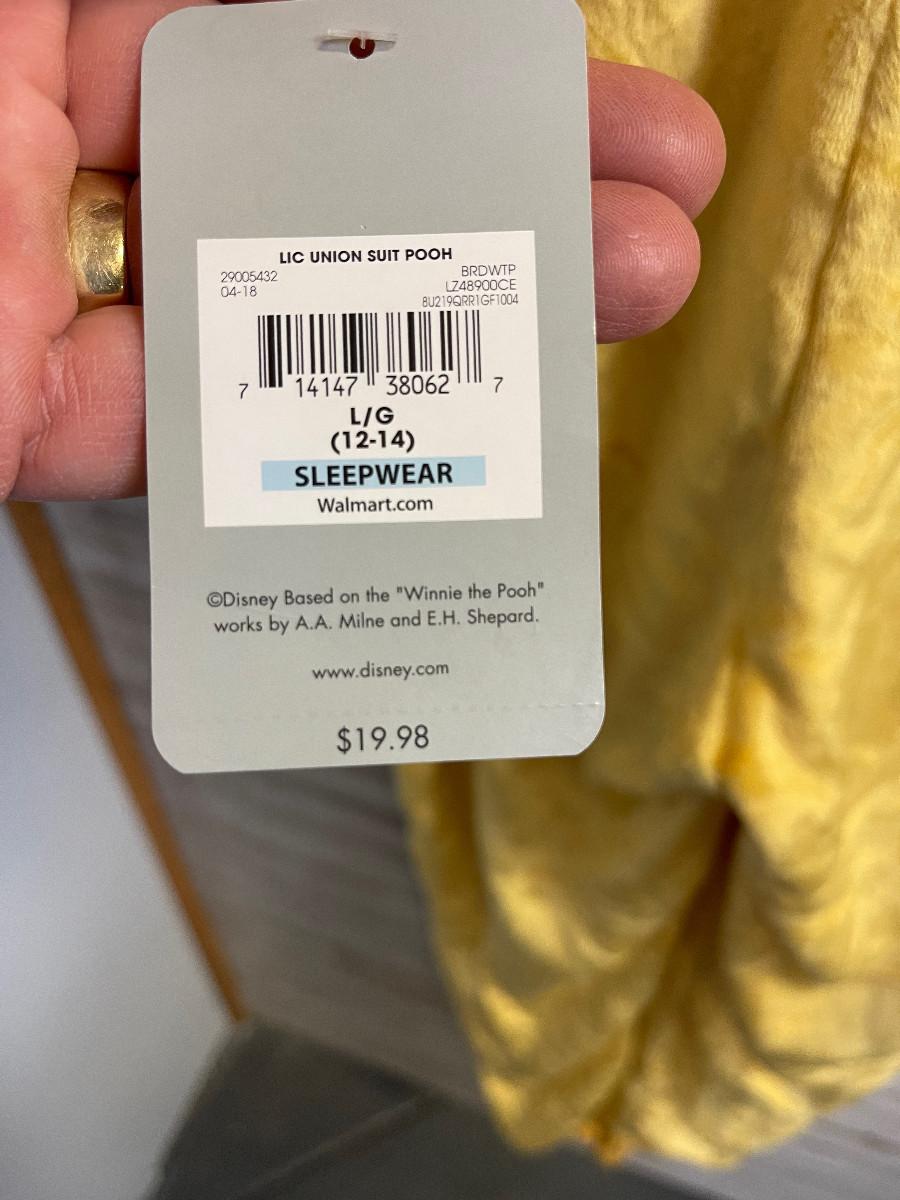 LIC UNION SUIT POOH
29005432 BRDWTP
04-18 LZ48900CE
8U219QRR1GF1004
7 14147 38062 7
L/G
(12-14)
SLEEPWEAR
Walmart.com
©Disney Based on the "Winnie the Pooh"
works by A.A. Milne and E.H. Shepard.
www.disney.com
$19.98